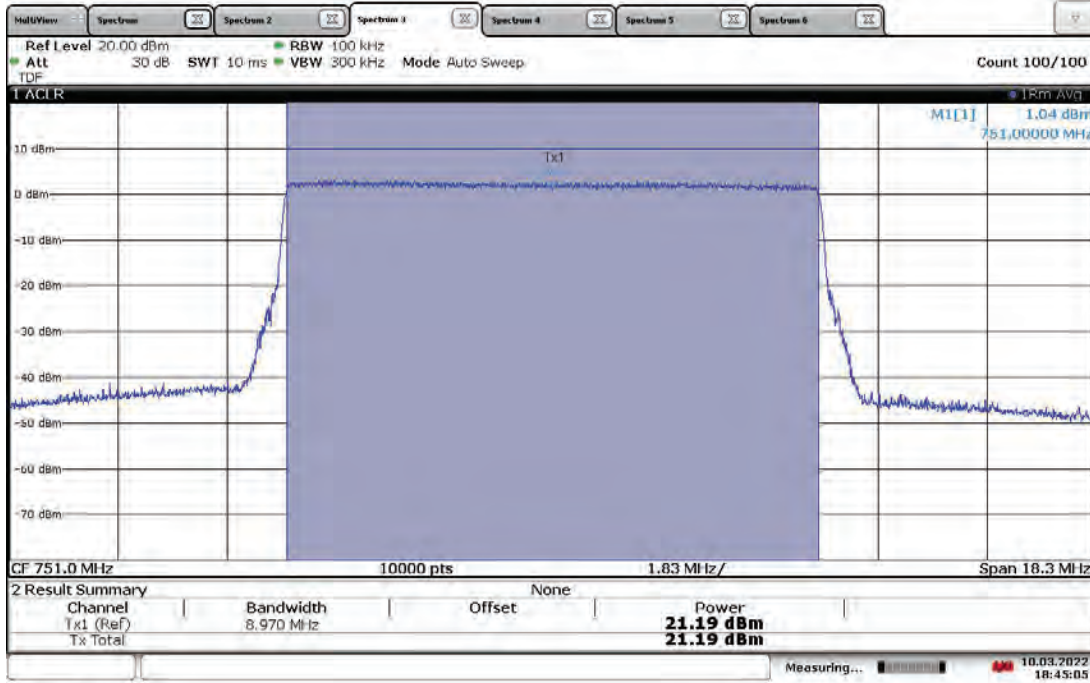 MultiView Spectrum Spectrum 2 Spectrum 3 Spectrum 4 Spectrum 5 Spectrum 6
Ref Level 20.00 dBm RBW 100 kHz
Att 30 dB SWT 10 ms VBW 300 kHz Mode Auto Sweep Count 100/100
TDF
1 ACLR 1Rm Avg
M1[1] 1.04 dBm
751.00000 MHz
10 dBm
Tx1
0 dBm
-10 dBm
-20 dBm
-30 dBm
-40 dBm
-50 dBm
-60 dBm
-70 dBm
CF 751.0 MHz 10000 pts 1.83 MHz/ Span 18.3 MHz
2 Result Summary None
Channel Bandwidth Offset Power
Tx1 (Ref) 8.970 MHz 21.19 dBm
Tx Total 21.19 dBm
Measuring... 10.03.2022
18:45:05